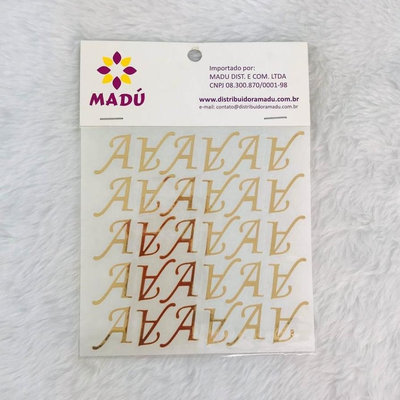 MADÚ
Importado por:
MADU DIST. E COM. LTDA
CNPJ 08.300.870/0001-98
www.distribuidoramadu.com.br
e-mail: contato@distribuidoramadu.com.br
A A A A A A
A A A A A A
A A A A A A
A A A A A A
A A A A A A